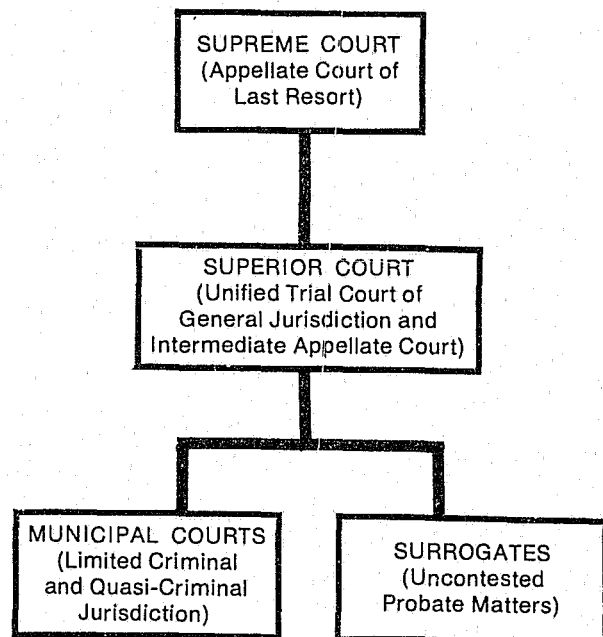 SUPREME COURT
(Appellate Court of
Last Resort)
SUPERIOR COURT
(Unified Trial Court of
General Jurisdiction and
Intermediate Appellate Court)
MUNICIPAL COURTS
(Limited Criminal
and Quasi-Criminal
Jurisdiction)
SURROGATES
(Uncontested
Probate Matters)